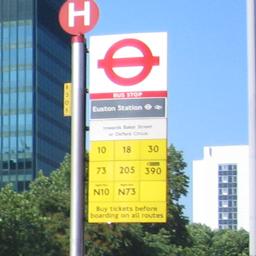 H
BUS STOP
Euston Station
towards Baker Street
or Oxford Circus
10 18 30
73 205 390
N10 N73
Buy tickets before
boarding on all routes